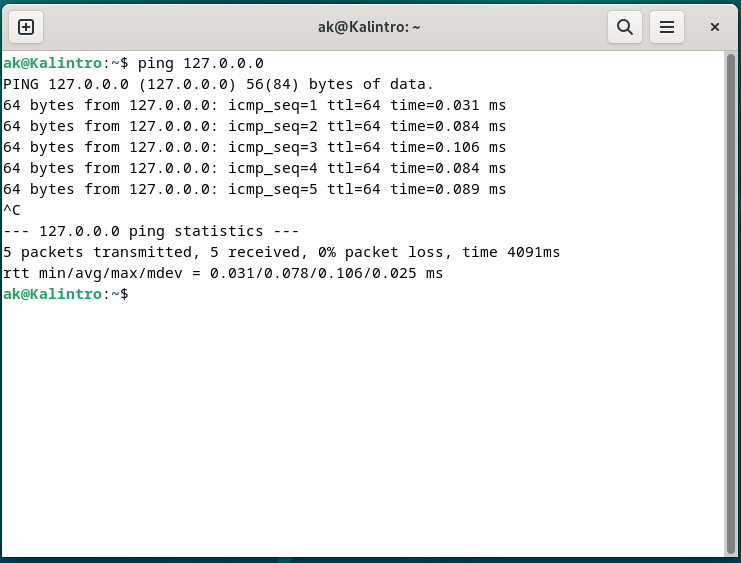 ak@Kalintro: ~
ak@Kalintro:~$ ping 127.0.0.0
PING 127.0.0.0 (127.0.0.0) 56(84) bytes of data.
64 bytes from 127.0.0.0: icmp_seq=1 ttl=64 time=0.031 ms
64 bytes from 127.0.0.0: icmp_seq=2 ttl=64 time=0.084 ms
64 bytes from 127.0.0.0: icmp_seq=3 ttl=64 time=0.106 ms
64 bytes from 127.0.0.0: icmp_seq=4 ttl=64 time=0.084 ms
64 bytes from 127.0.0.0: icmp_seq=5 ttl=64 time=0.089 ms
^C
--- 127.0.0.0 ping statistics ---
5 packets transmitted, 5 received, 0% packet loss, time 4091ms
rtt min/avg/max/mdev = 0.031/0.078/0.106/0.025 ms
ak@Kalintro:~$